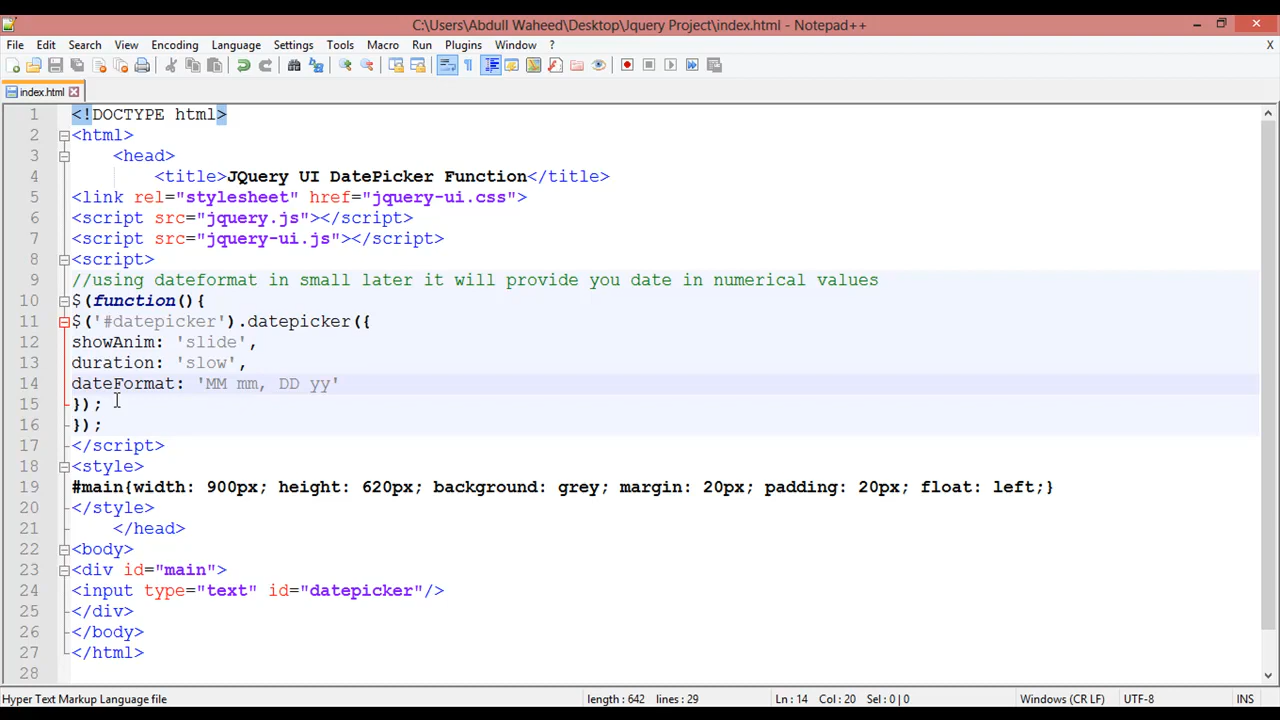 C:\Users\Abdull Waheed\Desktop\Jquery Project\index.html - Notepad++
File Edit Search View Encoding Language Settings Tools Macro Run Plugins Window ? X
index.html
1 <!DOCTYPE html>
2 <html>
3 <head>
4 <title>JQuery UI DatePicker Function</title>
5 <link rel="stylesheet" href="jquery-ui.css">
6 <script src="jquery.js"></script>
7 <script src="jquery-ui.js"></script>
8 <script>
9 //using dateformat in small later it will provide you date in numerical values
10 $(function(){
11 $('#datepicker').datepicker({
12 showAnim: 'slide',
13 duration: 'slow',
14 dateFormat: 'MM mm, DD yy'
15 });
16 });
17 </script>
18 <style>
19 #main{width: 900px; height: 620px; background: grey; margin: 20px; padding: 20px; float: left;}
20 </style>
21 </head>
22 <body>
23 <div id="main">
24 <input type="text" id="datepicker"/>
25 </div>
26 </body>
27 </html>
28
Hyper Text Markup Language file length : 642 lines : 29 Ln : 14 Col : 20 Sel : 0 | 0 Windows (CR LF) UTF-8 INS